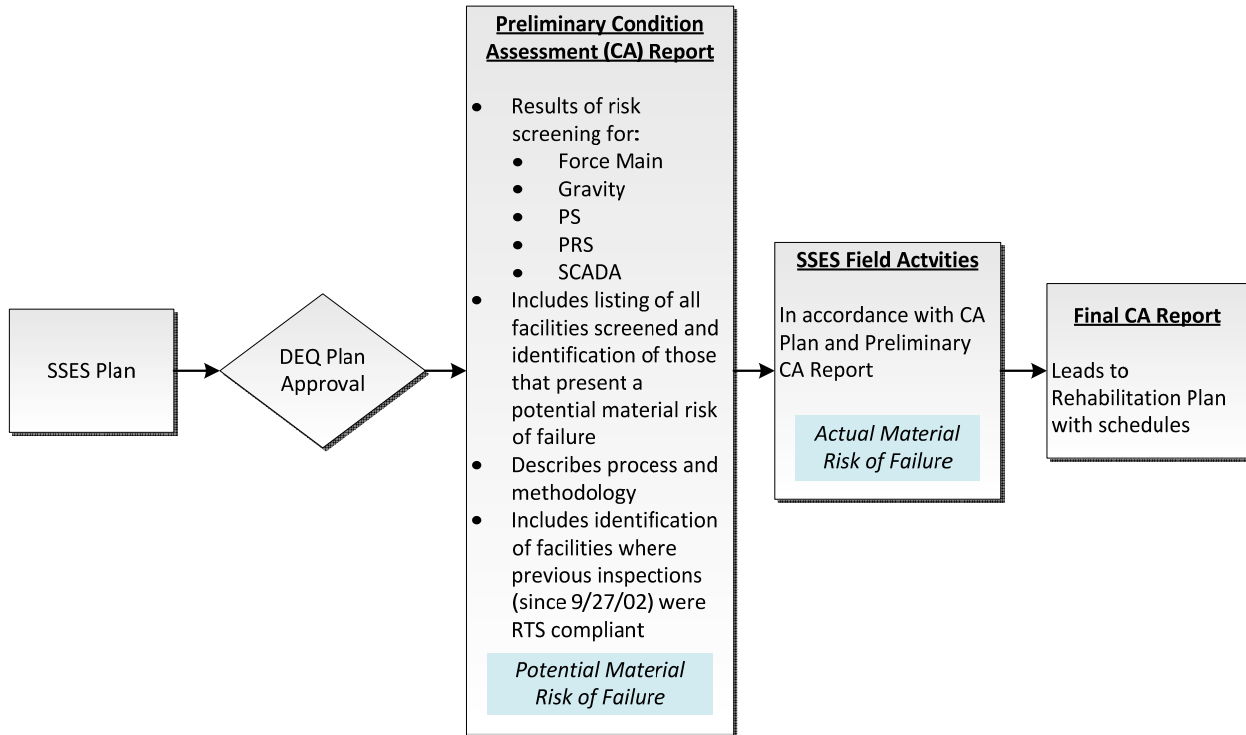 SSES Plan
DEQ Plan
Approval
Preliminary Condition
Assessment (CA) Report
● Results of risk
screening for:
● Force Main
● Gravity
● PS
● PRS
● SCADA
● Includes listing of all
facilities screened and
identification of those
that present a
potential material risk
of failure
● Describes process and
methodology
● Includes identification
of facilities where
previous inspections
(since 9/27/02) were
RTS compliant
Potential Material
Risk of Failure
SSES Field Actvities
In accordance with CA
Plan and Preliminary
CA Report
Actual Material
Risk of Failure
Final CA Report
Leads to
Rehabilitation Plan
with schedules